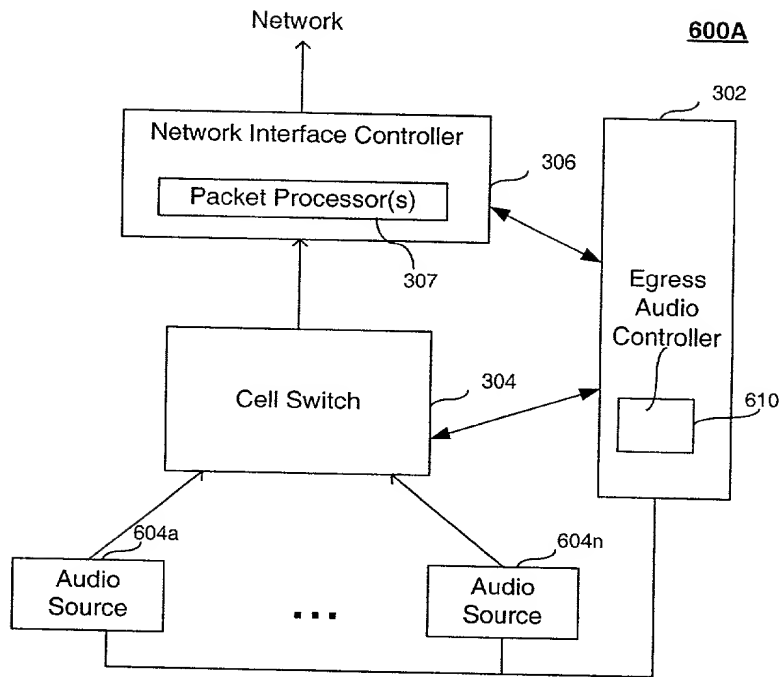 Network
600A
302
Network Interface Controller
306
Packet Processor(s)
307
Egress
Audio
Controller
Cell Switch
304
610
604a
604n
Audio
Source
...
Audio
Source